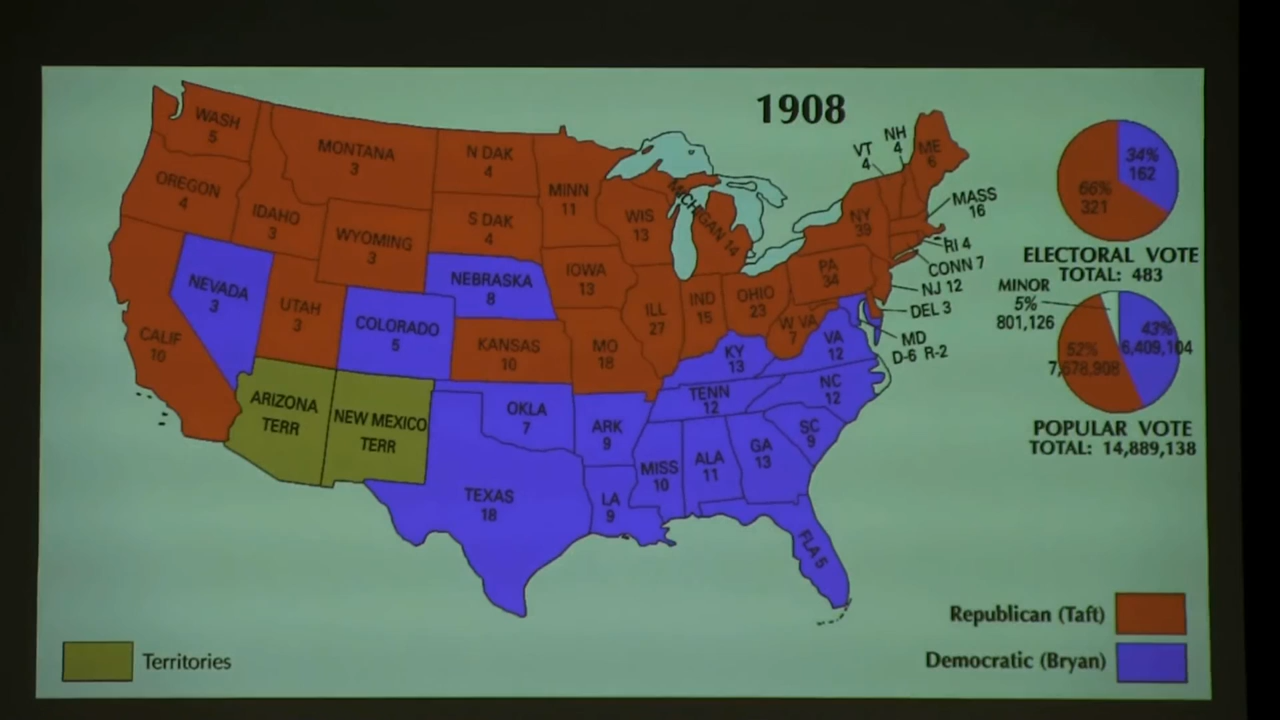 1908
WASH
5
MONTANA
3
N DAK
4
MINN
11
OREGON
4
IDAHO
3
WYOMING
3
S DAK
4
WIS
13
MICHIGAN 14
NY
39
VT
4
NH
4
ME
6
MASS
16
RI 4
CONN 7
NJ 12
DEL 3
MD
D-6 R-2
NEVADA
3
UTAH
3
COLORADO
5
NEBRASKA
8
IOWA
13
ILL
27
IND
15
OHIO
23
PA
34
W VA
7
VA
12
CALIF
10
KANSAS
10
MO
18
KY
13
TENN
12
NC
12
SC
9
ARIZONA
TERR
NEW MEXICO
TERR
OKLA
7
ARK
9
MISS
10
ALA
11
GA
13
TEXAS
18
LA
9
FLA 5
34%
162
66%
321
ELECTORAL VOTE
TOTAL: 483
MINOR
5%
801,126
43%
6,409,104
52%
7,678,908
POPULAR VOTE
TOTAL: 14,889,138
Republican (Taft)
Democratic (Bryan)
Territories